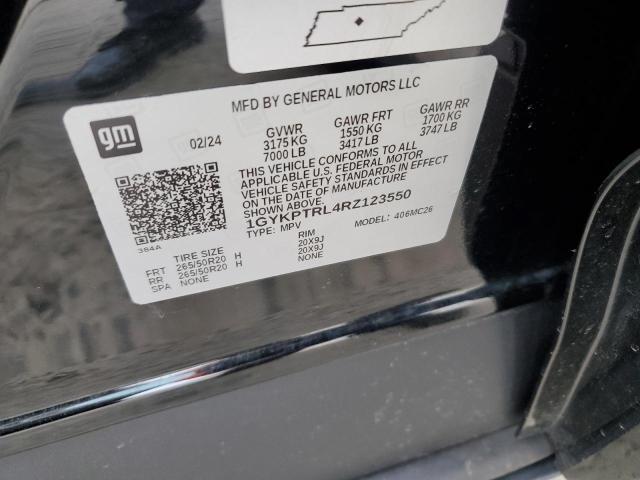 MFD BY GENERAL MOTORS LLC
gm
02/24
GVWR GAWR FRT GAWR RR
3175 KG 1550 KG 1700 KG
7000 LB 3417 LB 3747 LB
THIS VEHICLE CONFORMS TO ALL
APPLICABLE U.S. FEDERAL MOTOR
VEHICLE SAFETY STANDARDS IN EFFECT
ON THE DATE OF MANUFACTURE
SHOWN ABOVE.
1GYKPTRL4RZ123550
TYPE: MPV MODEL: 406MC26
384A
TIRE SIZE RIM
FRT 265/50R20 H 20X9J
RR 265/50R20 H 20X9J
SPA NONE NONE